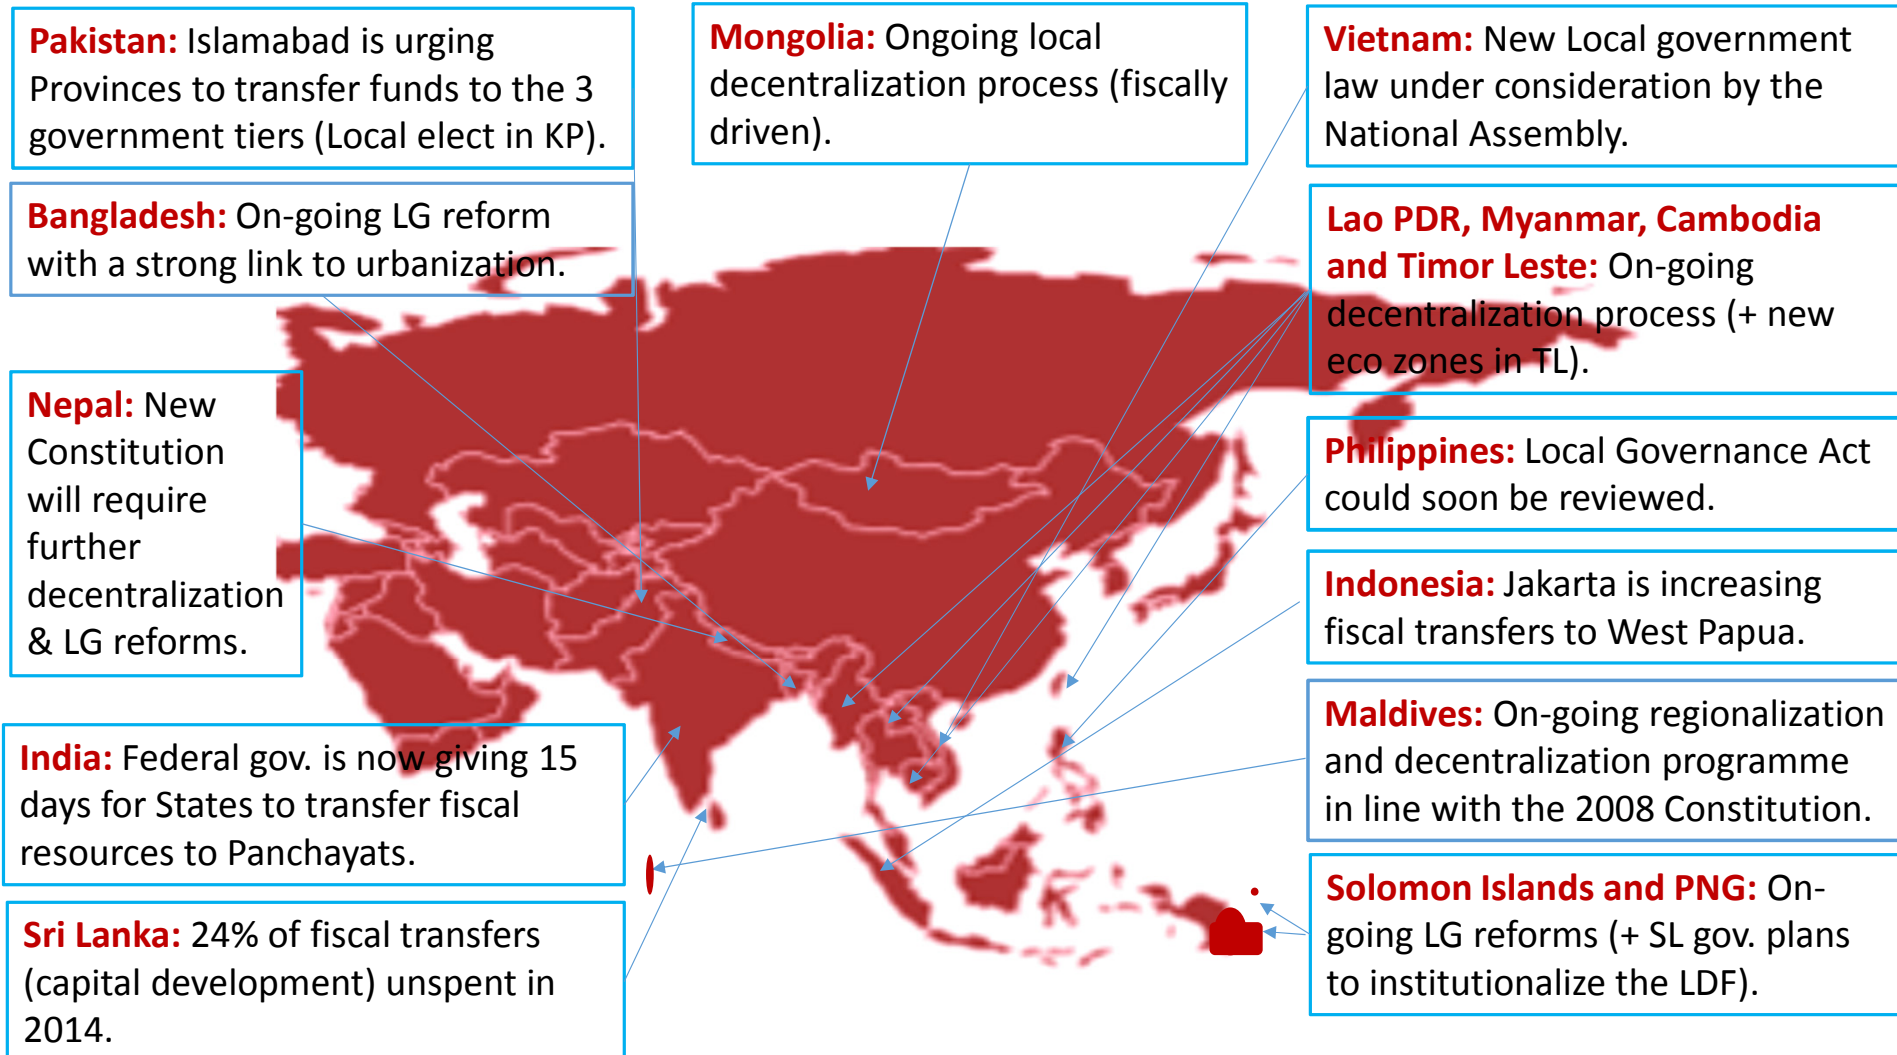 Pakistan: Islamabad is urging
Provinces to transfer funds to the 3
government tiers (Local elect in KP).
Mongolia: Ongoing local
decentralization process (fiscally
driven).
Vietnam: New Local government
law under consideration by the
National Assembly.
Bangladesh: On-going LG reform
with a strong link to urbanization.
Lao PDR, Myanmar, Cambodia
and Timor Leste: On-going
decentralization process (+ new
eco zones in TL).
Nepal: New
Constitution
will require
further
decentralization
& LG reforms.
Philippines: Local Governance Act
could soon be reviewed.
Indonesia: Jakarta is increasing
fiscal transfers to West Papua.
India: Federal gov. is now giving 15
days for States to transfer fiscal
resources to Panchayats.
Maldives: On-going regionalization
and decentralization programme
in line with the 2008 Constitution.
Sri Lanka: 24% of fiscal transfers
(capital development) unspent in
2014.
Solomon Islands and PNG: On-
going LG reforms (+ SL gov. plans
to institutionalize the LDF).